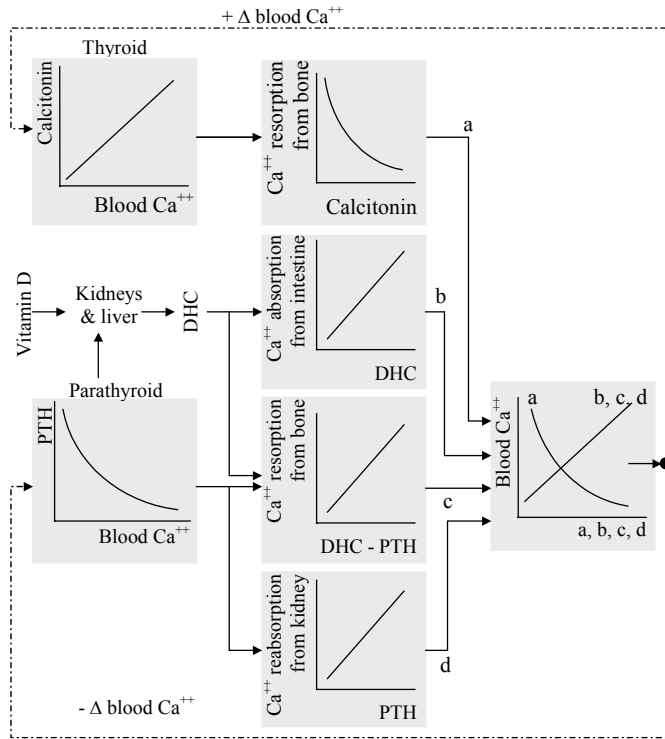 + Δ blood Ca⁺⁺
Thyroid
Calcitonin
Blood Ca⁺⁺
Ca⁺⁺ resorption
from bone
Calcitonin
a
Vitamin D
Kidneys
& liver
DHC
Ca⁺⁺ absorption
from intestine
DHC
b
Parathyroid
PTH
Blood Ca⁺⁺
Ca⁺⁺ resorption
from bone
DHC - PTH
c
Blood Ca⁺⁺
a
b, c, d
a, b, c, d
Ca⁺⁺ reabsorption
from kidney
PTH
d
- Δ blood Ca⁺⁺